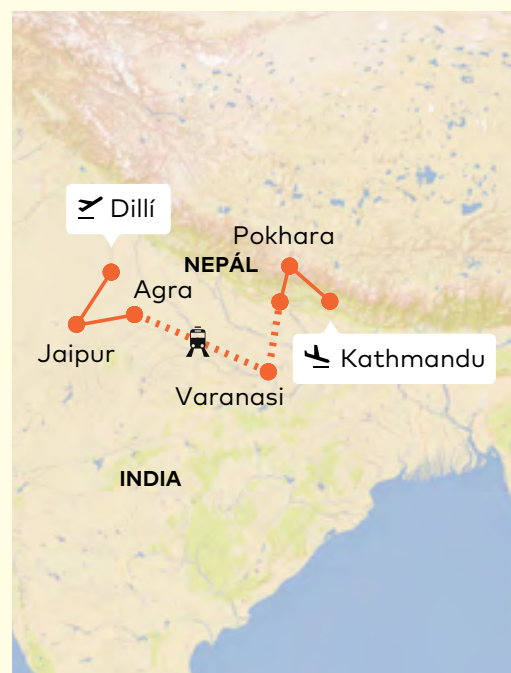 Dillí
Pokhara
NEPÁL
Agra
Jaipur
Kathmandu
Varanasi
INDIA